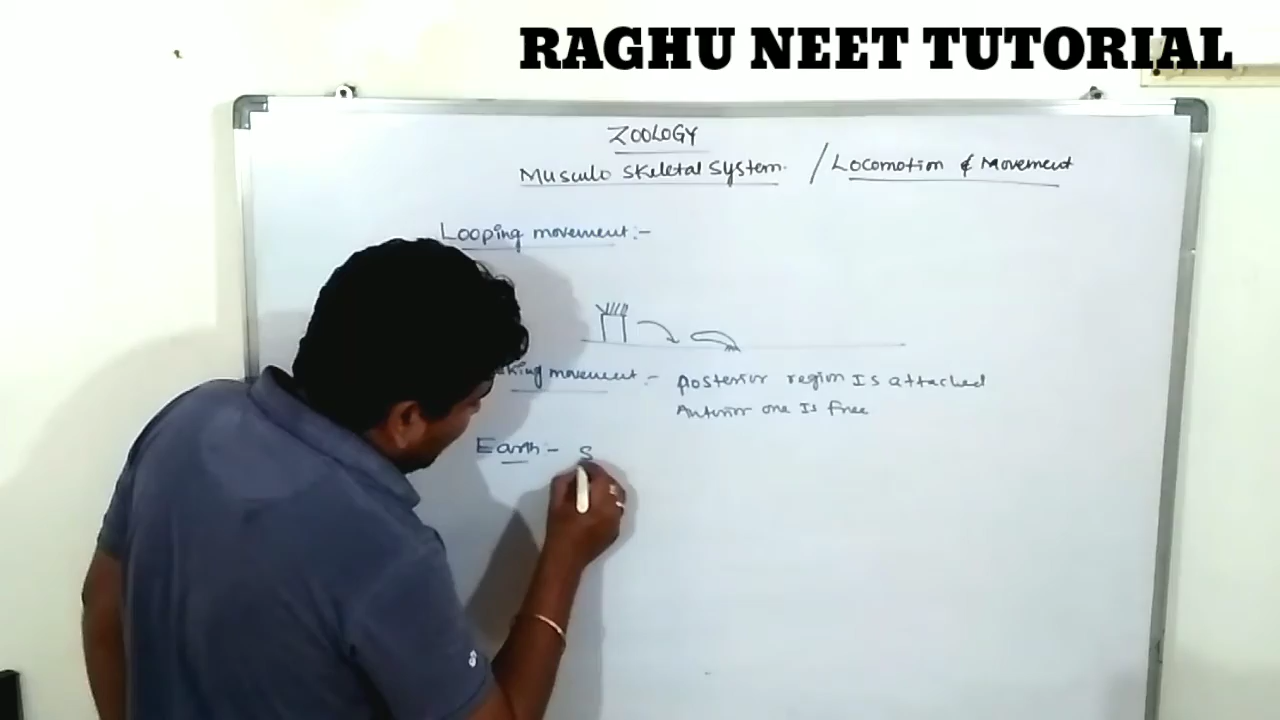 RAGHU NEET TUTORIAL
ZOOLOGY
Musculo Skeletal System. / Locomotion & Movement
Looping movement:-
movement:- posterior region Is attached
Anterior one Is free
Earth:- S